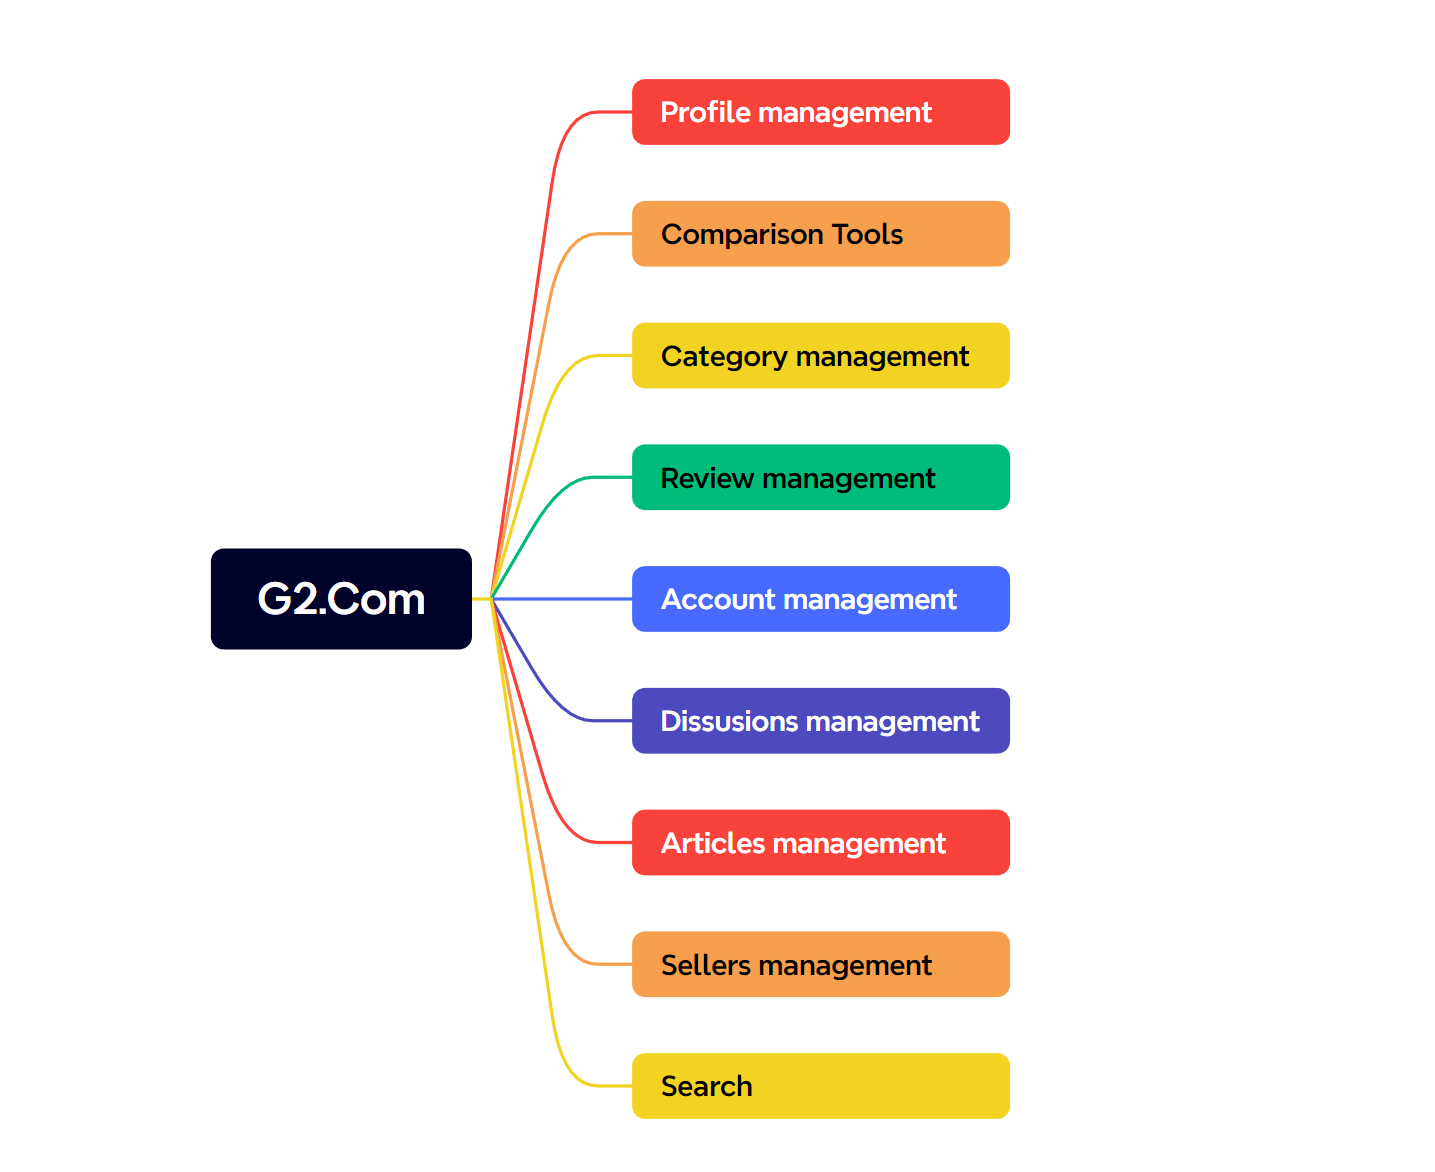 Profile management
Comparison Tools
Category management
Review management
G2.Com
Account management
Dissusions management
Articles management
Sellers management
Search